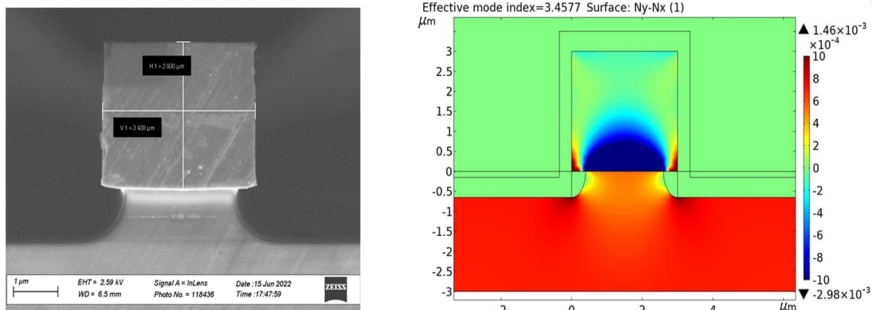 H 1 = 2.930 µm
V 1 = 3.438 µm
1 µm
EHT = 2.59 kV
Signal A = InLens
Date :15 Jun 2022
ZEISS
WD = 6.5 mm
Photo No. = 118436
Time :17:47:59
Effective mode index=3.4577 Surface: Ny-Nx (1)
µm
3
2.5
2
1.5
1
0.5
0
-0.5
-1
-1.5
-2
-2.5
-3
-2
0
2
4
µm
▲ 1.46×10⁻³
×10⁻⁴
10
8
6
4
2
0
-2
-4
-6
-8
-10
▼ -2.98×10⁻³